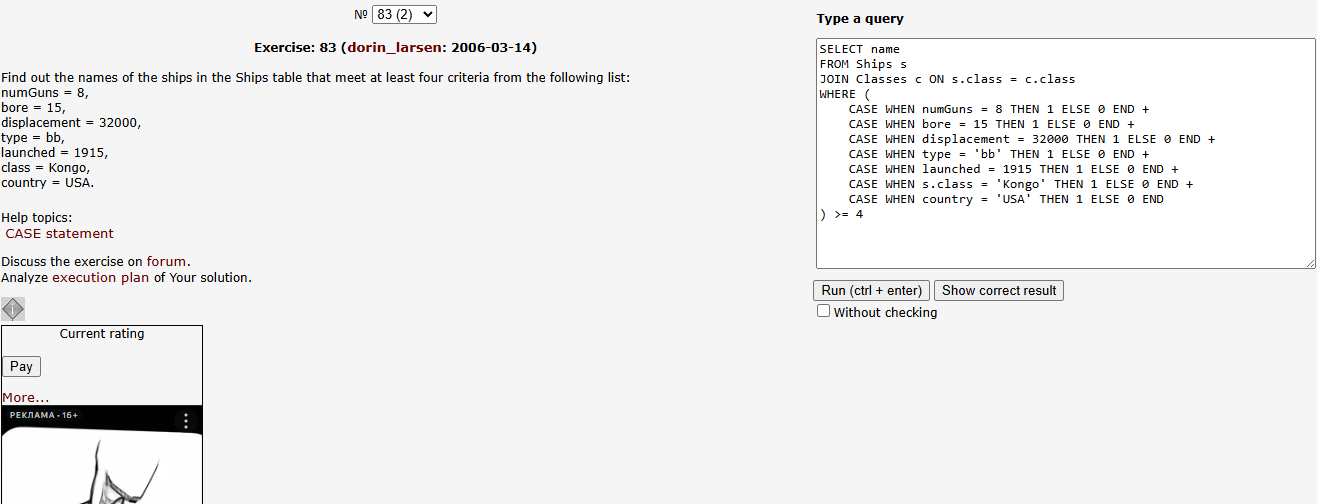 № 83 (2)
Exercise: 83 (dorin_larsen: 2006-03-14)
Find out the names of the ships in the Ships table that meet at least four criteria from the following list:
numGuns = 8,
bore = 15,
displacement = 32000,
type = bb,
launched = 1915,
class = Kongo,
country = USA.
Help topics:
CASE statement
Discuss the exercise on forum.
Analyze execution plan of Your solution.
Current rating
Pay
More...
РЕКЛАМА • 16+
Type a query
SELECT name
FROM Ships s
JOIN Classes c ON s.class = c.class
WHERE (
    CASE WHEN numGuns = 8 THEN 1 ELSE 0 END +
    CASE WHEN bore = 15 THEN 1 ELSE 0 END +
    CASE WHEN displacement = 32000 THEN 1 ELSE 0 END +
    CASE WHEN type = 'bb' THEN 1 ELSE 0 END +
    CASE WHEN launched = 1915 THEN 1 ELSE 0 END +
    CASE WHEN s.class = 'Kongo' THEN 1 ELSE 0 END +
    CASE WHEN country = 'USA' THEN 1 ELSE 0 END
) >= 4
Run (ctrl + enter) Show correct result
Without checking